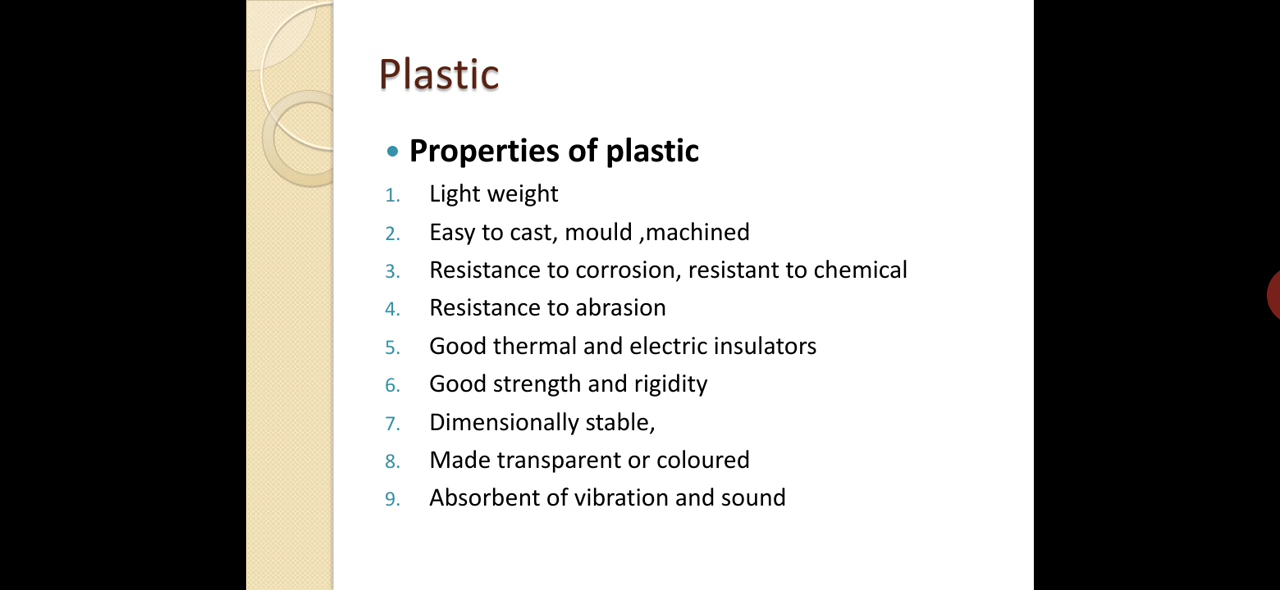 Plastic
• Properties of plastic
1. Light weight
2. Easy to cast, mould ,machined
3. Resistance to corrosion, resistant to chemical
4. Resistance to abrasion
5. Good thermal and electric insulators
6. Good strength and rigidity
7. Dimensionally stable,
8. Made transparent or coloured
9. Absorbent of vibration and sound